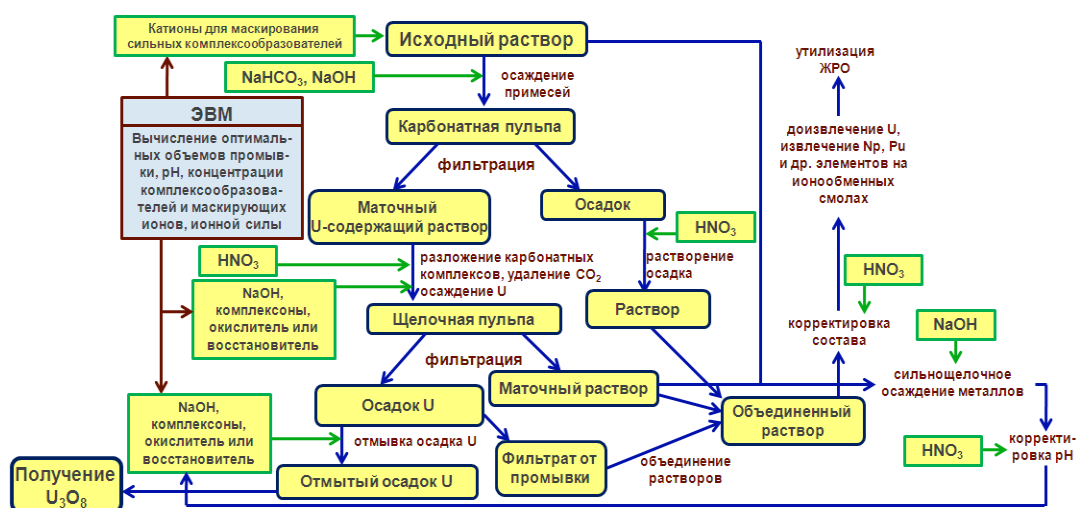 Катионы для маскирования
сильных комплексообразователей
Исходный раствор
NaHCO3, NaOH
осаждение
примесей
ЭВМ
Вычисление оптималь-
ных объемов промыв-
ки, pH, концентрации
комплексообразова-
телей и маскирующих
ионов, ионной силы
Карбонатная пульпа
фильтрация
Маточный
U-содержащий раствор
Осадок
HNO3
растворение
осадка
HNO3
разложение карбонатных
комплексов, удаление CO2
осаждение U
NaOH,
комплексоны,
окислитель или
восстановитель
Щелочная пульпа
Раствор
фильтрация
Осадок U
Маточный раствор
Объединенный
раствор
NaOH,
комплексоны,
окислитель или
восстановитель
отмывка осадка U
Фильтрат от
промывки
объединение
растворов
Отмытый осадок U
Получение
U3O8
утилизация
ЖРО
доизвлечение U,
извлечение Np, Pu
и др. элементов на
ионообменных
смолах
HNO3
корректировка
состава
NaOH
сильнощелочное
осаждение металлов
HNO3
корректи-
ровка pH